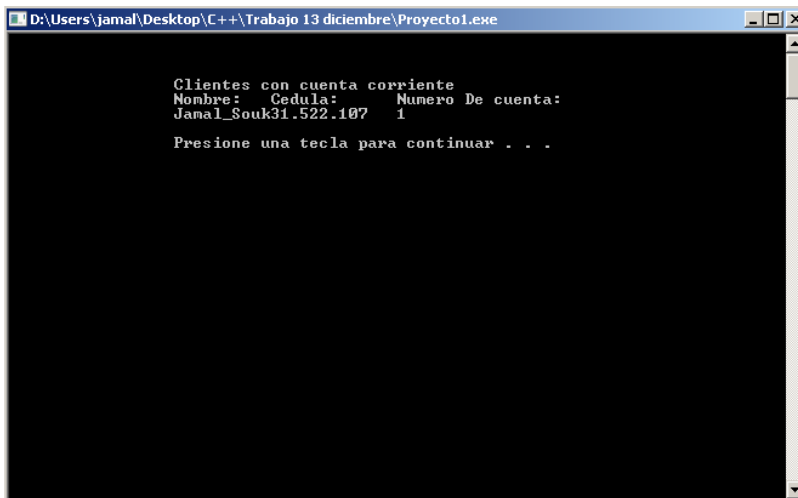 D:\Users\jamal\Desktop\C++\Trabajo 13 diciembre\Proyecto1.exe
Clientes con cuenta corriente
Nombre: Cedula: Numero De cuenta:
Jamal_Souk31.522.107 1
Presione una tecla para continuar . . .